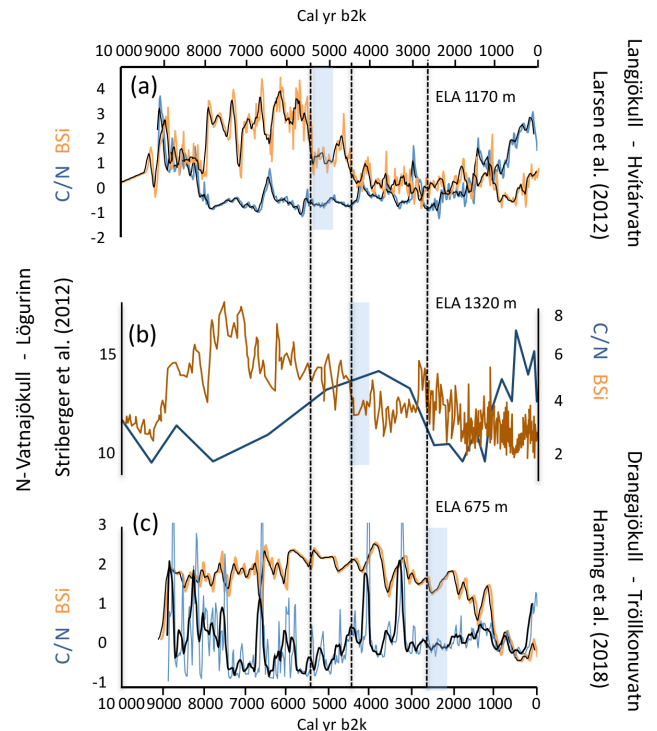 Cal yr b2k
10 000 9000 8000 7000 6000 5000 4000 3000 2000 1000 0
(a)
ELA 1170 m
4
3
2
1
0
-1
-2
C/N BSi
Langjökull - Hvítárvatn
Larsen et al. (2012)
ELA 1320 m
(b)
15
10
8
6
4
2
C/N
BSi
N-Vatnajökull - Lögurinn
Striberger et al. (2012)
ELA 675 m
(c)
3
2
1
0
-1
C/N BSi
Drangajökull - Tröllkonuvatn
Harning et al. (2018)
10 000 9000 8000 7000 6000 5000 4000 3000 2000 1000 0
Cal yr b2k